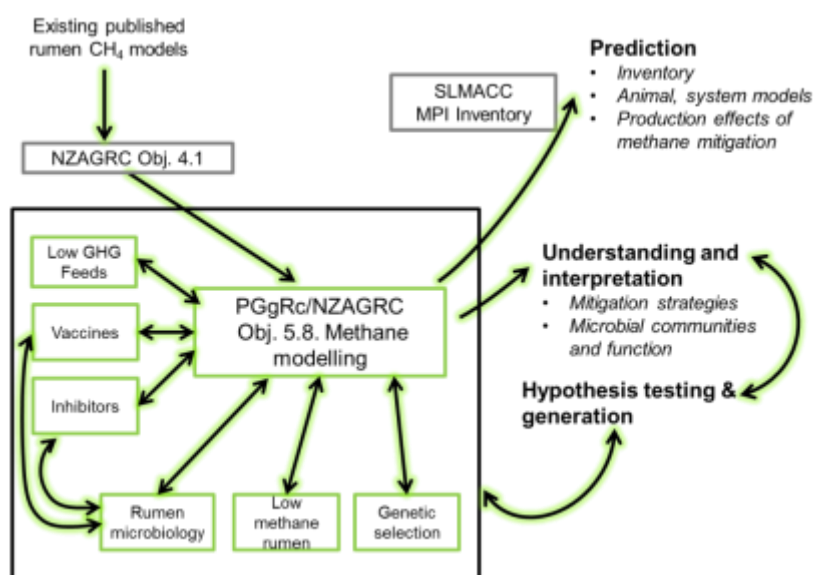 Existing published
rumen CH₄ models
NZAGRC Obj. 4.1
SLMACC
MPI Inventory
Prediction
• Inventory
• Animal, system models
• Production effects of
methane mitigation
Low GHG
Feeds
Vaccines
Inhibitors
PGgRc/NZAGRC
Obj. 5.8. Methane
modelling
Understanding and
interpretation
• Mitigation strategies
• Microbial communities
and function
Hypothesis testing &
generation
Rumen
microbiology
Low
methane
rumen
Genetic
selection